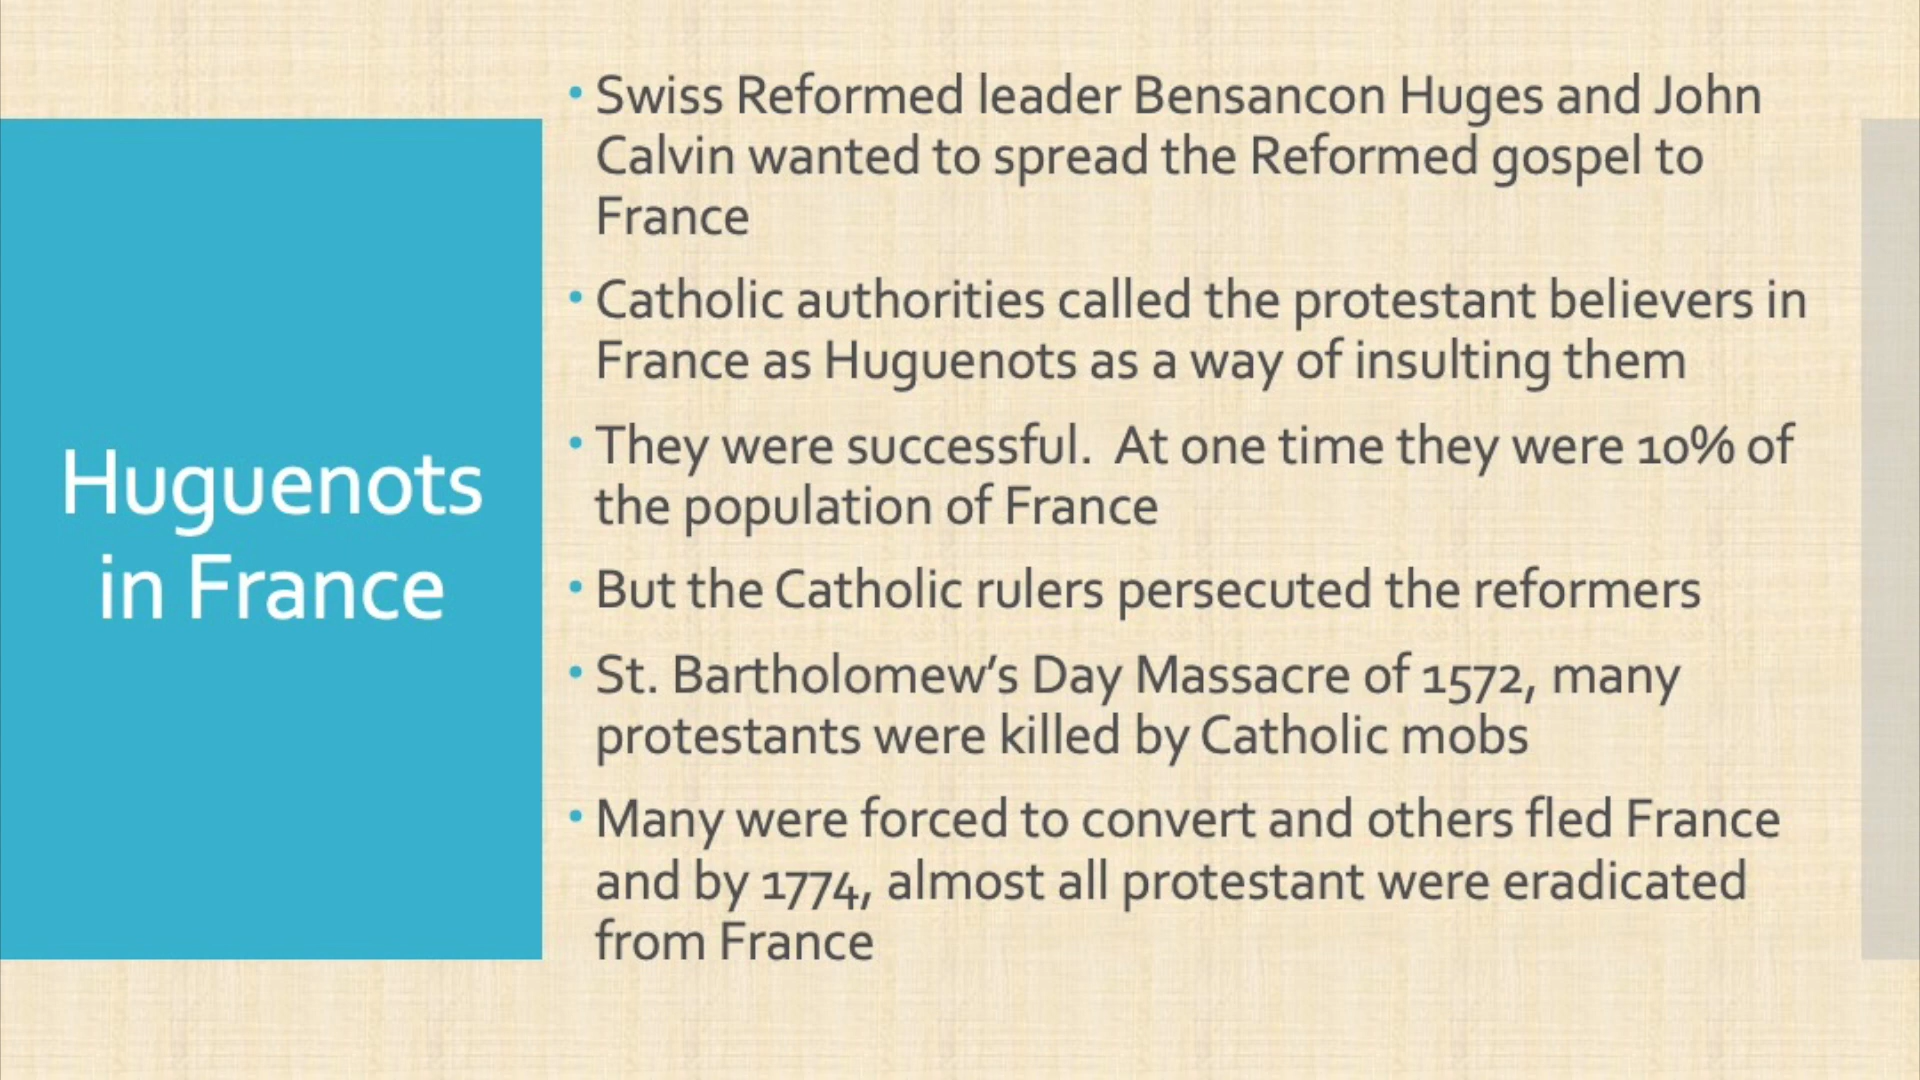 Huguenots
in France
• Swiss Reformed leader Bensancon Huges and John
Calvin wanted to spread the Reformed gospel to
France
• Catholic authorities called the protestant believers in
France as Huguenots as a way of insulting them
• They were successful.  At one time they were 10% of
the population of France
• But the Catholic rulers persecuted the reformers
• St. Bartholomew’s Day Massacre of 1572, many
protestants were killed by Catholic mobs
• Many were forced to convert and others fled France
and by 1774, almost all protestant were eradicated
from France